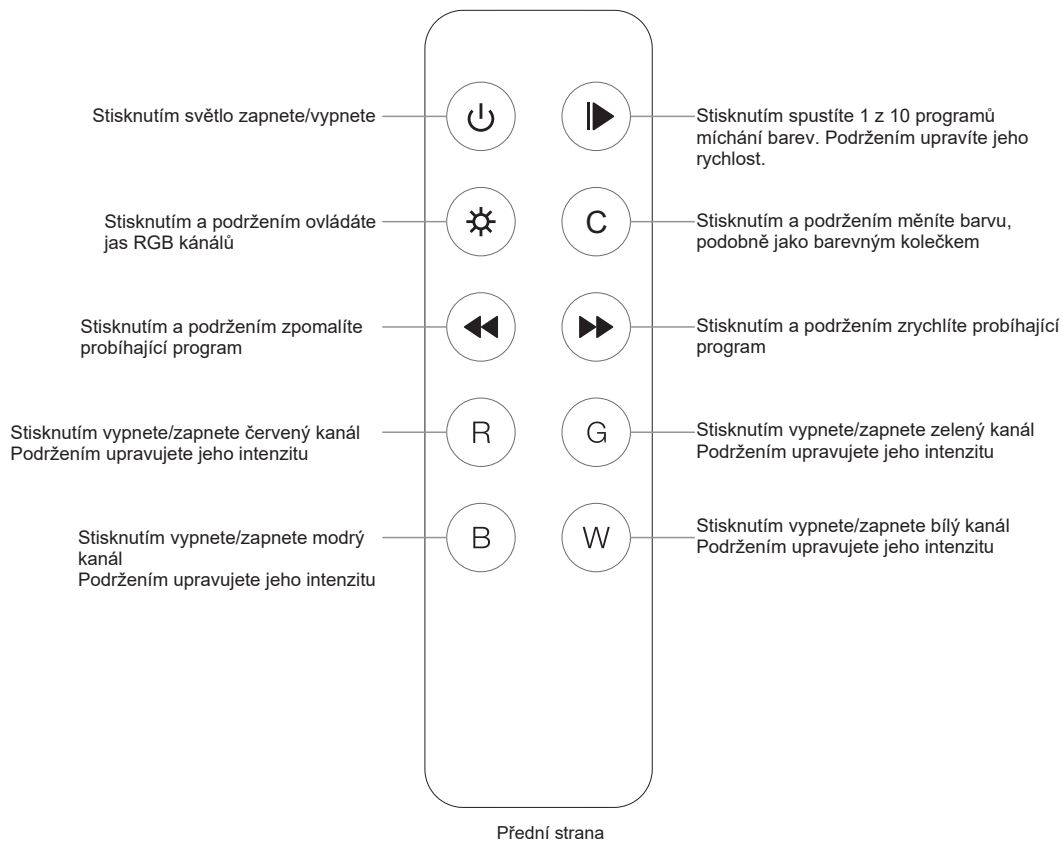 Stisknutím světlo zapnete/vypnete
Stisknutím spustíte 1 z 10 programů
míchání barev. Podržením upravíte jeho
rychlost.
Stisknutím a podržením ovládáte
jas RGB kánálů
C
Stisknutím a podržením měníte barvu,
podobně jako barevným kolečkem
Stisknutím a podržením zpomalíte
probíhající program
Stisknutím a podržením zrychlíte probíhající
program
Stisknutím vypnete/zapnete červený kanál
Podržením upravujete jeho intenzitu
R
G
Stisknutím vypnete/zapnete zelený kanál
Podržením upravujete jeho intenzitu
Stisknutím vypnete/zapnete modrý
kanál
Podržením upravujete jeho intenzitu
B
W
Stisknutím vypnete/zapnete bílý kanál
Podržením upravujete jeho intenzitu
Přední strana